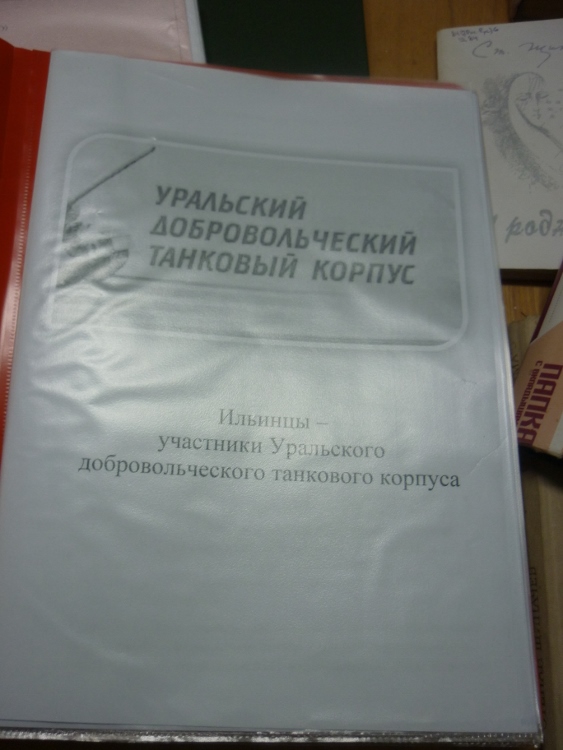 УРАЛЬСКИЙ
ДОБРОВОЛЬЧЕСКИЙ
ТАНКОВЫЙ КОРПУС
Ильинцы –
участники Уральского
добровольческого танкового корпуса
ПАПКА